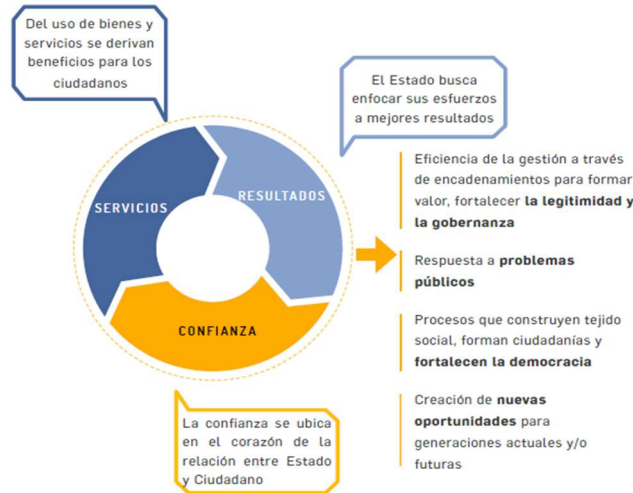 Del uso de bienes y
servicios se derivan
beneficios para los
ciudadanos
El Estado busca
enfocar sus esfuerzos
a mejores resultados
SERVICIOS
RESULTADOS
CONFIANZA
Eficiencia de la gestión a través
de encadenamientos para formar
valor, fortalecer la legitimidad y
la gobernanza
Respuesta a problemas
públicos
Procesos que construyen tejido
social, forman ciudadanías y
fortalecen la democracia
Creación de nuevas
oportunidades para
generaciones actuales y/o
futuras
La confianza se ubica
en el corazón de la
relación entre Estado
y Ciudadano